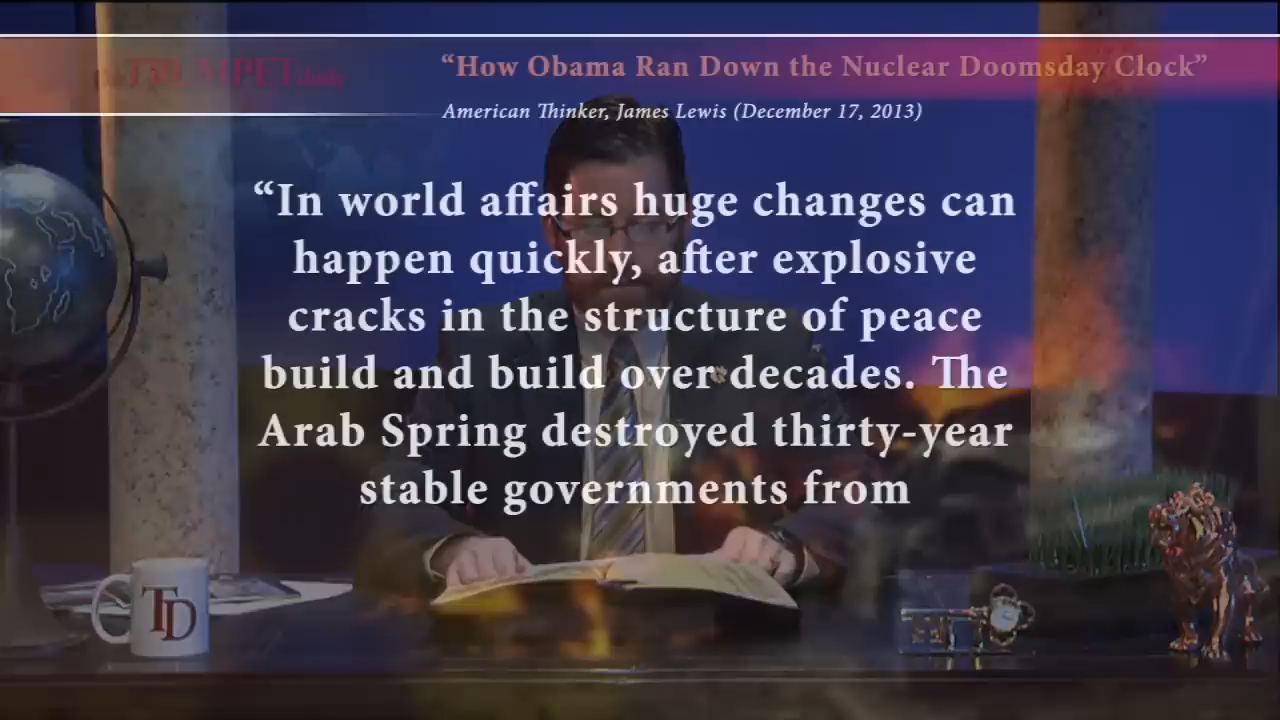 theTRUMPETdaily
“How Obama Ran Down the Nuclear Doomsday Clock”
American Thinker, James Lewis (December 17, 2013)
“In world affairs huge changes can
happen quickly, after explosive
cracks in the structure of peace
build and build over decades. The
Arab Spring destroyed thirty-year
stable governments from
TD